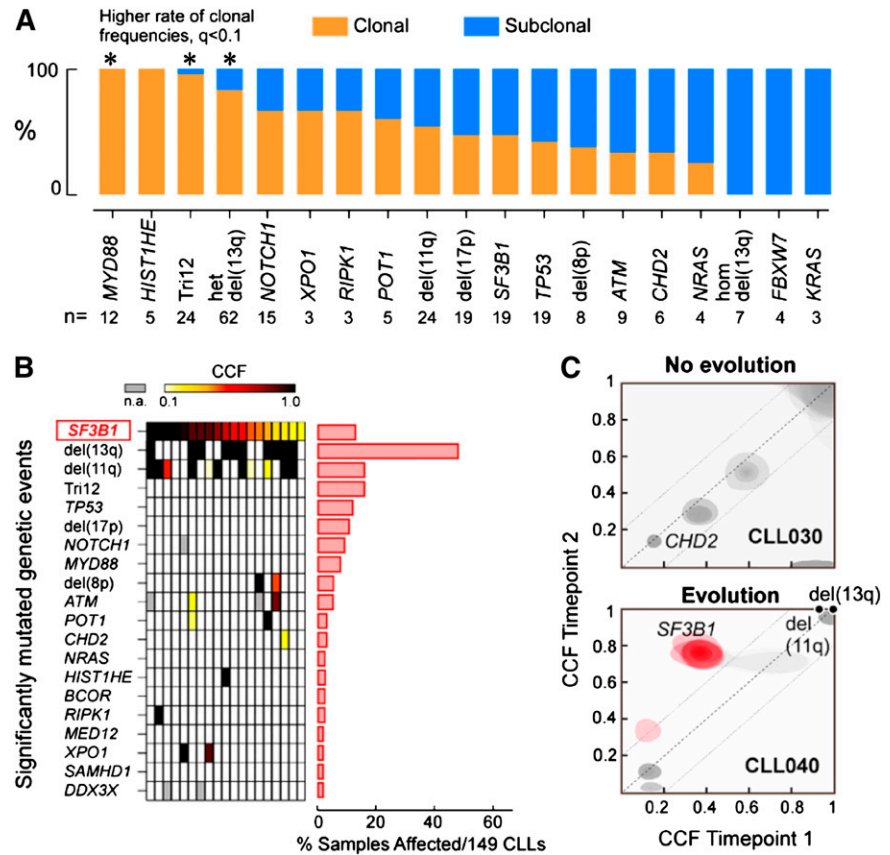 A
Higher rate of clonal
frequencies, q<0.1
Clonal
Subclonal
* * *
100
%
0
MYD88
HIST1HE
Tri12
het
del(13q)
NOTCH1
XPO1
RIPK1
POT1
del(11q)
del(17p)
SF3B1
TP53
del(8p)
ATM
CHD2
NRAS
hom
del(13q)
FBXW7
KRAS
n= 12 5 24 62 15 3 3 5 24 19 19 19 8 9 6 4 7 4 3
B
n.a.
CCF
0.1 1.0
Significantly mutated genetic events
SF3B1
del(13q)
del(11q)
Tri12
TP53
del(17p)
NOTCH1
MYD88
del(8p)
ATM
POT1
CHD2
NRAS
HIST1HE
BCOR
RIPK1
MED12
XPO1
SAMHD1
DDX3X
0 20 40 60
% Samples Affected/149 CLLs
C
No evolution
1
0.8
0.6
0.4
0.2
CHD2
CLL030
CCF Timepoint 2
Evolution
del(13q)
1
SF3B1
del
(11q)
0.8
0.6
0.4
0.2
CLL040
0.2 0.4 0.6 0.8 1
CCF Timepoint 1